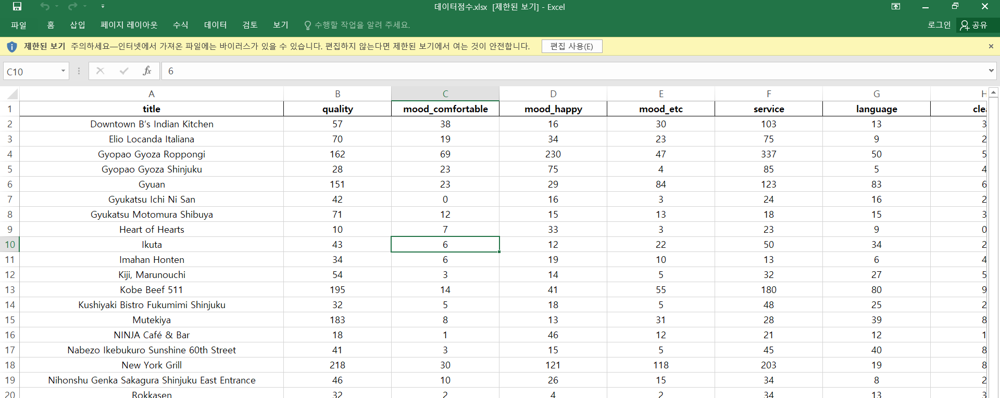 데이터점수.xlsx [제한된 보기] - Excel
파일 홈 삽입 페이지 레이아웃 수식 데이터 검토 보기 수행할 작업을 알려 주세요. 로그인 공유
제한된 보기 주의하세요—인터넷에서 가져온 파일에는 바이러스가 있을 수 있습니다. 편집하지 않는다면 제한된 보기에서 여는 것이 안전합니다. 편집 사용(E)
C10 fx 6
A B C D E F G H
1 title quality mood_comfortable mood_happy mood_etc service language
2 Downtown B's Indian Kitchen 57 38 16 30 103 13 3
3 Elio Locanda Italiana 70 19 34 23 75 9 2
4 Gyopao Gyoza Roppongi 162 69 230 47 337 50 5
5 Gyopao Gyoza Shinjuku 28 23 75 4 85 5 4
6 Gyuan 151 23 29 84 123 83 6
7 Gyukatsu Ichi Ni San 42 0 16 3 24 16 2
8 Gyukatsu Motomura Shibuya 71 12 15 13 18 15 3
9 Heart of Hearts 10 7 33 3 23 9 0
10 Ikuta 43 6 12 22 50 34 2
11 Imahan Honten 34 6 19 10 13 6 4
12 Kiji, Marunouchi 54 3 14 5 32 27 5
13 Kobe Beef 511 195 14 41 55 180 80 9
14 Kushiyaki Bistro Fukumimi Shinjuku 32 5 18 5 48 25 2
15 Mutekiya 183 8 13 31 28 39 8
16 NINJA Café & Bar 18 1 46 12 21 12 1
17 Nabezo Ikebukuro Sunshine 60th Street 41 3 15 5 45 40 8
18 New York Grill 218 30 121 118 203 19 8
19 Nihonshu Genka Sakagura Shinjuku East Entrance 46 10 26 15 34 8 2
20 Rokkasen 32 2 4 2 34 13 3